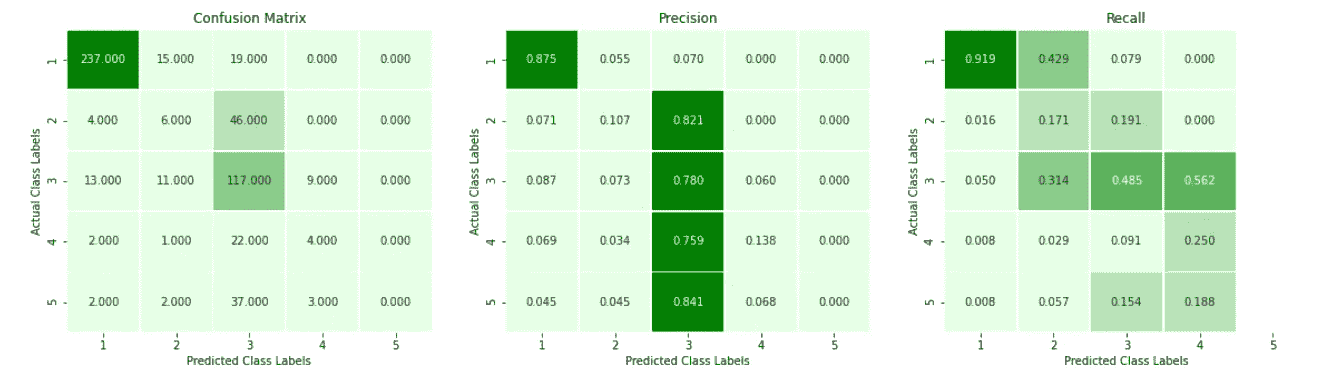 Confusion Matrix
Actual Class Labels
1 237.000 15.000 19.000 0.000 0.000
2 4.000 6.000 46.000 0.000 0.000
3 13.000 11.000 117.000 9.000 0.000
4 2.000 1.000 22.000 4.000 0.000
5 2.000 2.000 37.000 3.000 0.000
1 2 3 4 5
Predicted Class Labels
Precision
Actual Class Labels
1 0.875 0.055 0.070 0.000 0.000
2 0.071 0.107 0.821 0.000 0.000
3 0.087 0.073 0.780 0.060 0.000
4 0.069 0.034 0.759 0.138 0.000
5 0.045 0.045 0.841 0.068 0.000
1 2 3 4 5
Predicted Class Labels
Recall
Actual Class Labels
1 0.919 0.429 0.079 0.000
2 0.016 0.171 0.191 0.000
3 0.050 0.314 0.485 0.562
4 0.008 0.029 0.091 0.250
5 0.008 0.057 0.154 0.188
1 2 3 4 5
Predicted Class Labels